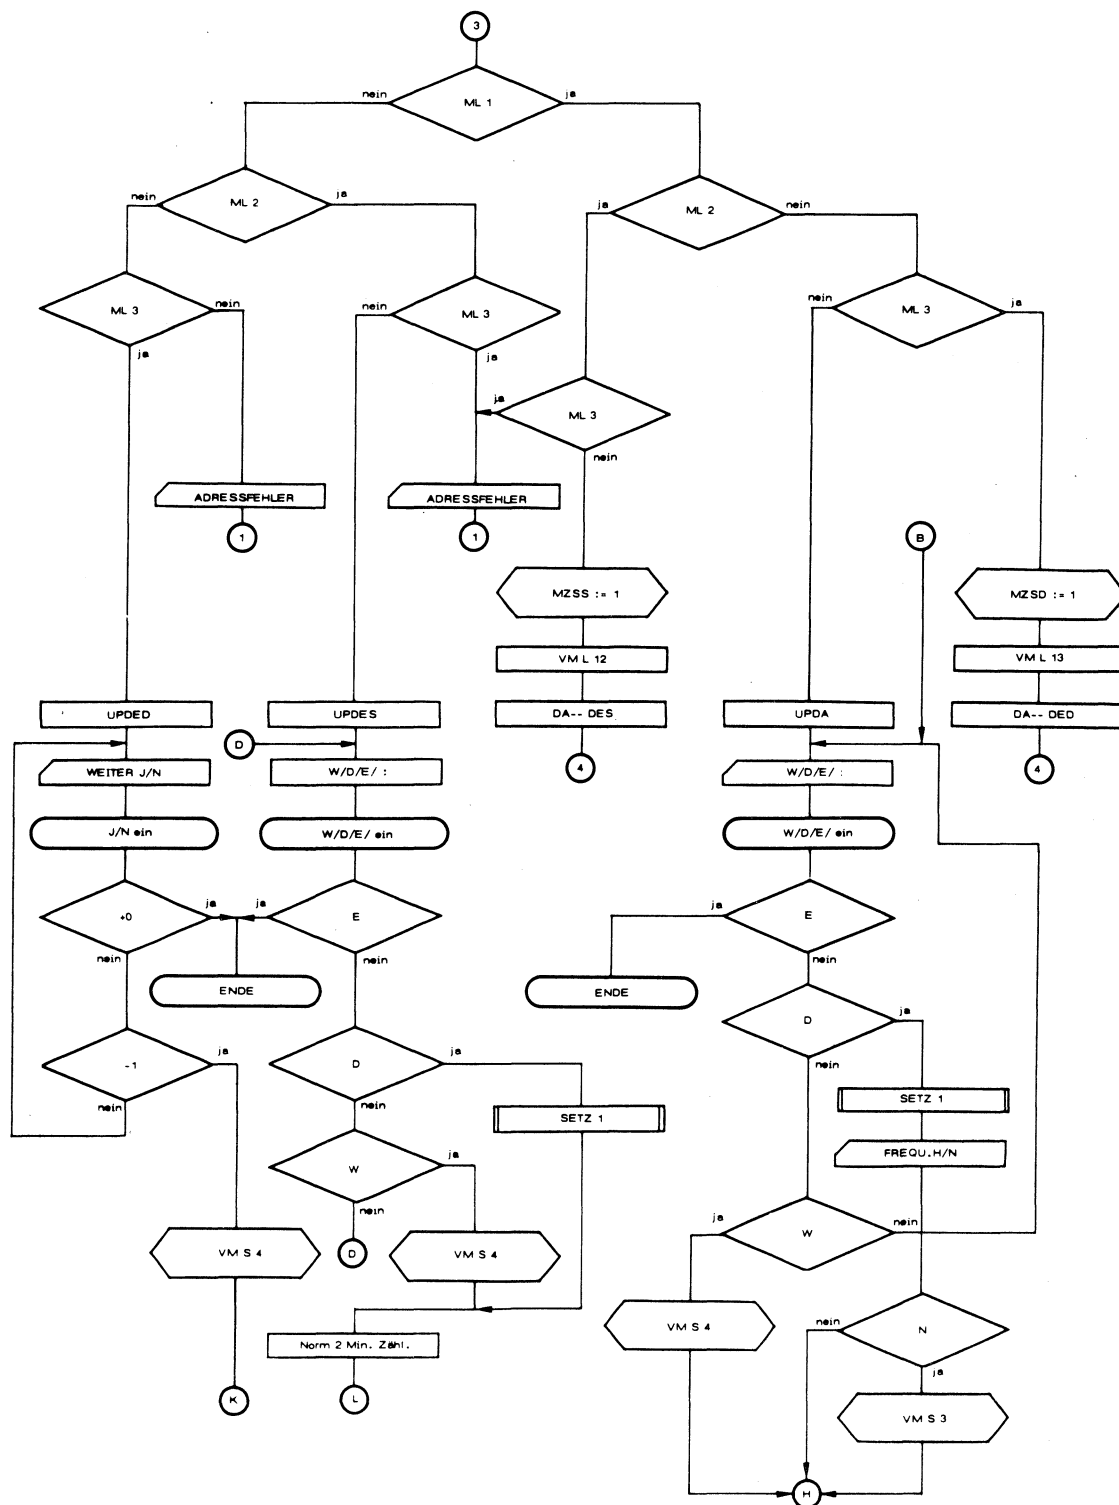 3
nein
ML 1
ja
nein
ML 2
ja
ja
ML 2
nein
ML 3
nein
ja
nein
ML 3
ja
nein
ML 3
ja
ja
ML 3
nein
ADRESSFEHLER
ADRESSFEHLER
1
1
B
MZSS := 1
MZSD := 1
VM L 12
VM L 13
UPDED
UPDES
DA-- DES
UPDA
DA-- DED
D
4
4
WEITER J/N
W/D/E/ :
W/D/E/ :
J/N ein
W/D/E/ ein
W/D/E/ ein
+0
ja
ja
E
ja
E
nein
nein
nein
ENDE
ENDE
D
ja
-1
ja
D
ja
nein
nein
nein
SETZ 1
SETZ 1
FREQU.H/N
W
ja
nein
ja
W
nein
VM S 4
D
VM S 4
VM S 4
nein
N
ja
Norm 2 Min. Zähl.
K
L
VM S 3
H